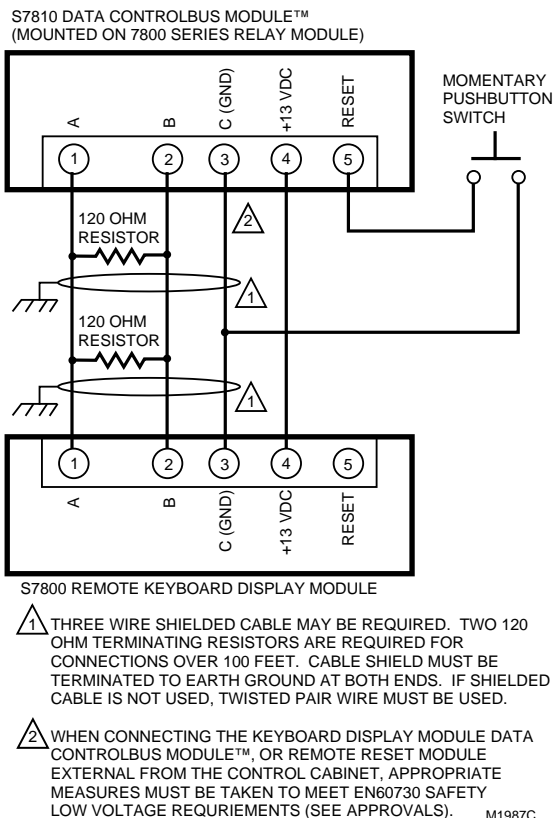 S7810 DATA CONTROLBUS MODULE™
(MOUNTED ON 7800 SERIES RELAY MODULE)
MOMENTARY
PUSHBUTTON
SWITCH
A
B
C (GND)
+13 VDC
RESET
1
2
3
4
5
120 OHM
RESISTOR
2
1
120 OHM
RESISTOR
1
1
2
3
4
5
A
B
C (GND)
+13 VDC
RESET
S7800 REMOTE KEYBOARD DISPLAY MODULE
1 THREE WIRE SHIELDED CABLE MAY BE REQUIRED. TWO 120
OHM TERMINATING RESISTORS ARE REQUIRED FOR
CONNECTIONS OVER 100 FEET. CABLE SHIELD MUST BE
TERMINATED TO EARTH GROUND AT BOTH ENDS. IF SHIELDED
CABLE IS NOT USED, TWISTED PAIR WIRE MUST BE USED.
2 WHEN CONNECTING THE KEYBOARD DISPLAY MODULE DATA
CONTROLBUS MODULE™, OR REMOTE RESET MODULE
EXTERNAL FROM THE CONTROL CABINET, APPROPRIATE
MEASURES MUST BE TAKEN TO MEET EN60730 SAFETY
LOW VOLTAGE REQURIEMENTS (SEE APPROVALS).
M1987C